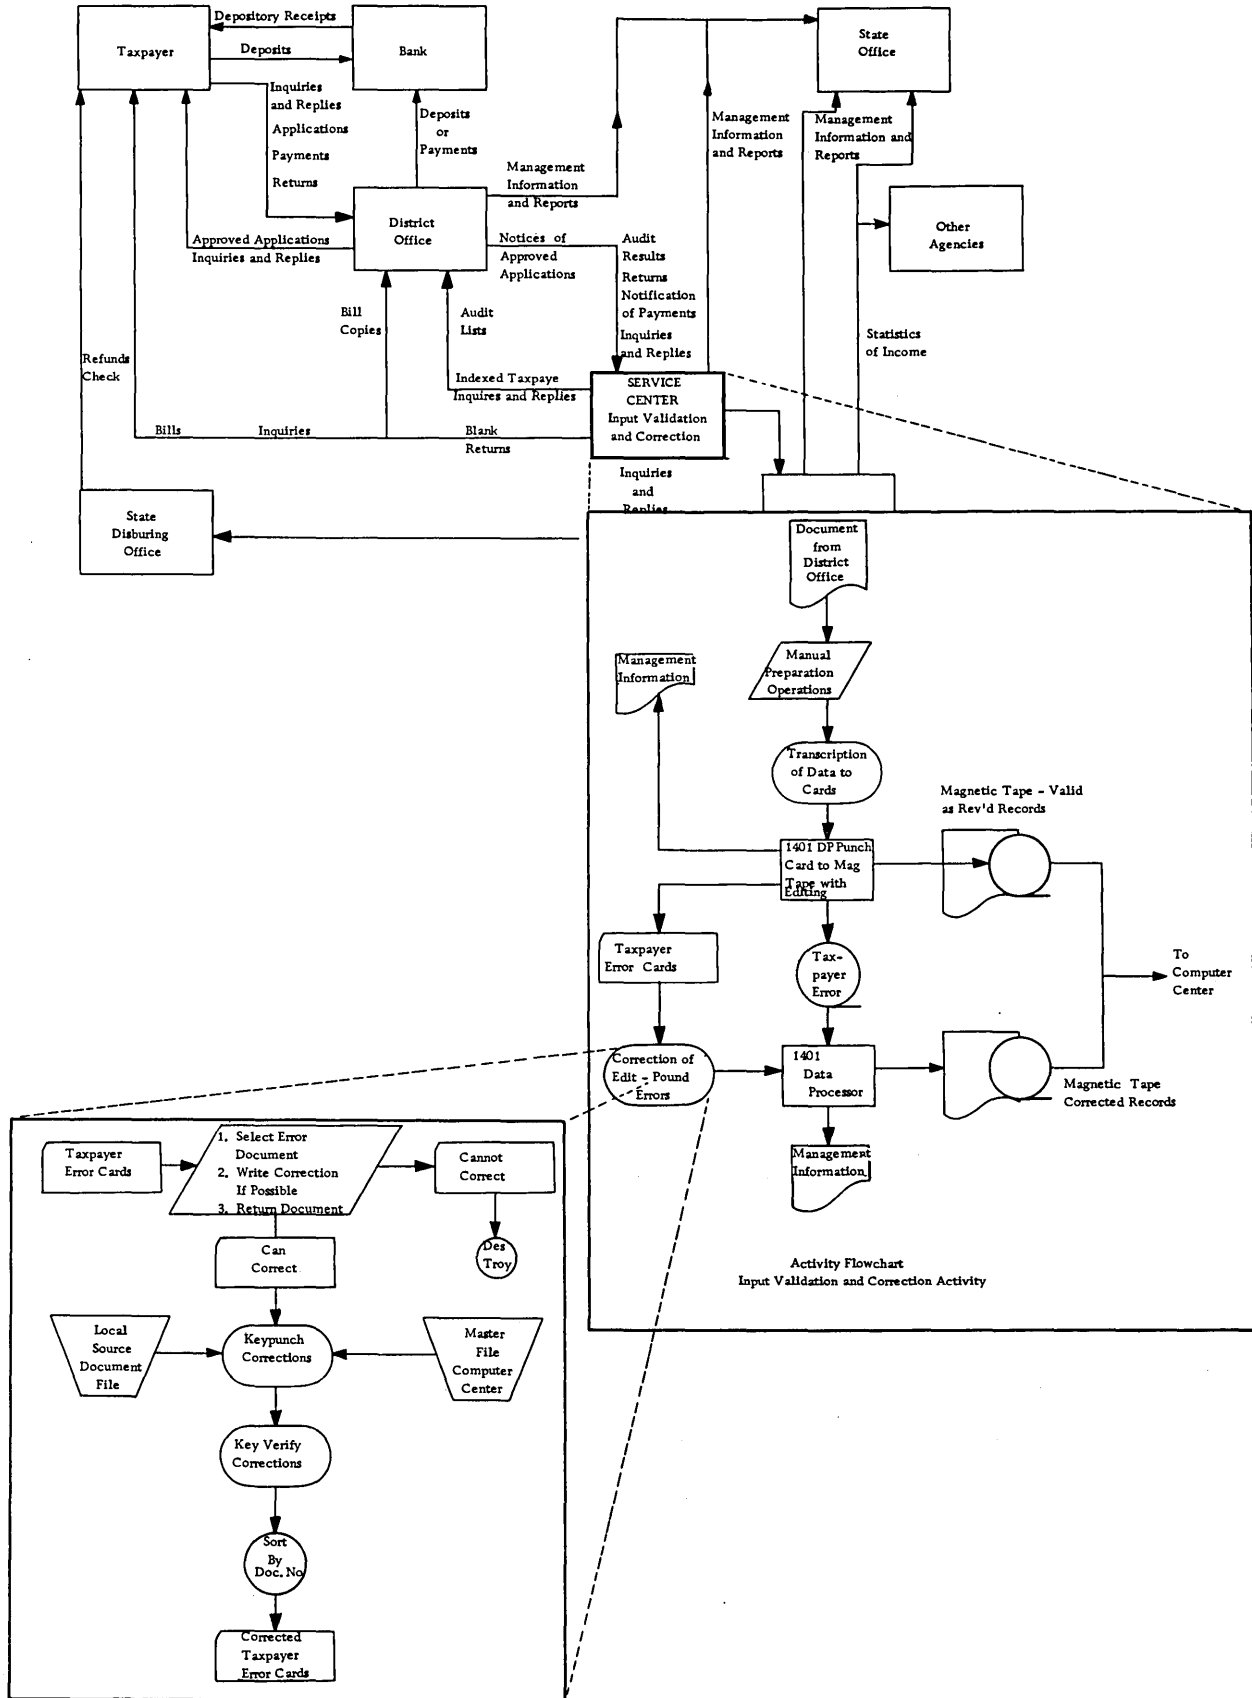 Taxpayer
Depository Receipts
Deposits
Bank
State
Office
Inquiries
and Replies
Applications
Payments
Returns
Deposits
or
Payments
Management
Information
and Reports
Management
Information
and Reports
Management
Information and
Reports
District
Office
Approved Applications
Inquiries and Replies
Notices of
Approved
Applications
Audit
Results
Returns
Notification
of Payments
Inquiries
and Replies
Other
Agencies
Bill
Copies
Audit
Lists
Statistics
of Income
Refunds
Check
Indexed Taxpaye
Inquires and Replies
SERVICE
CENTER
Input Validation
and Correction
Bills
Inquiries
Blank
Returns
Inquiries
and
Replies
State
Disburing
Office
Document
from
District
Office
Management
Information
Manual
Preparation
Operations
Transcription
of Data to
Cards
Magnetic Tape - Valid
as Rev'd Records
1401 DP Punch
Card to Mag
Tape with
Editing
Taxpayer
Error Cards
Tax-
payer
Error
To
Computer
Center
Correction of
Edit - Pound
Errors
1401
Data
Processor
Magnetic Tape
Corrected Records
Management
Information
Activity Flowchart
Input Validation and Correction Activity
Taxpayer
Error Cards
1. Select Error
Document
2. Write Correction
If Possible
3. Return Document
Cannot
Correct
Des
Troy
Can
Correct
Local
Source
Document
File
Keypunch
Corrections
Master
File
Computer
Center
Key Verify
Corrections
Sort
By
Doc. No
Corrected
Taxpayer
Error Cards